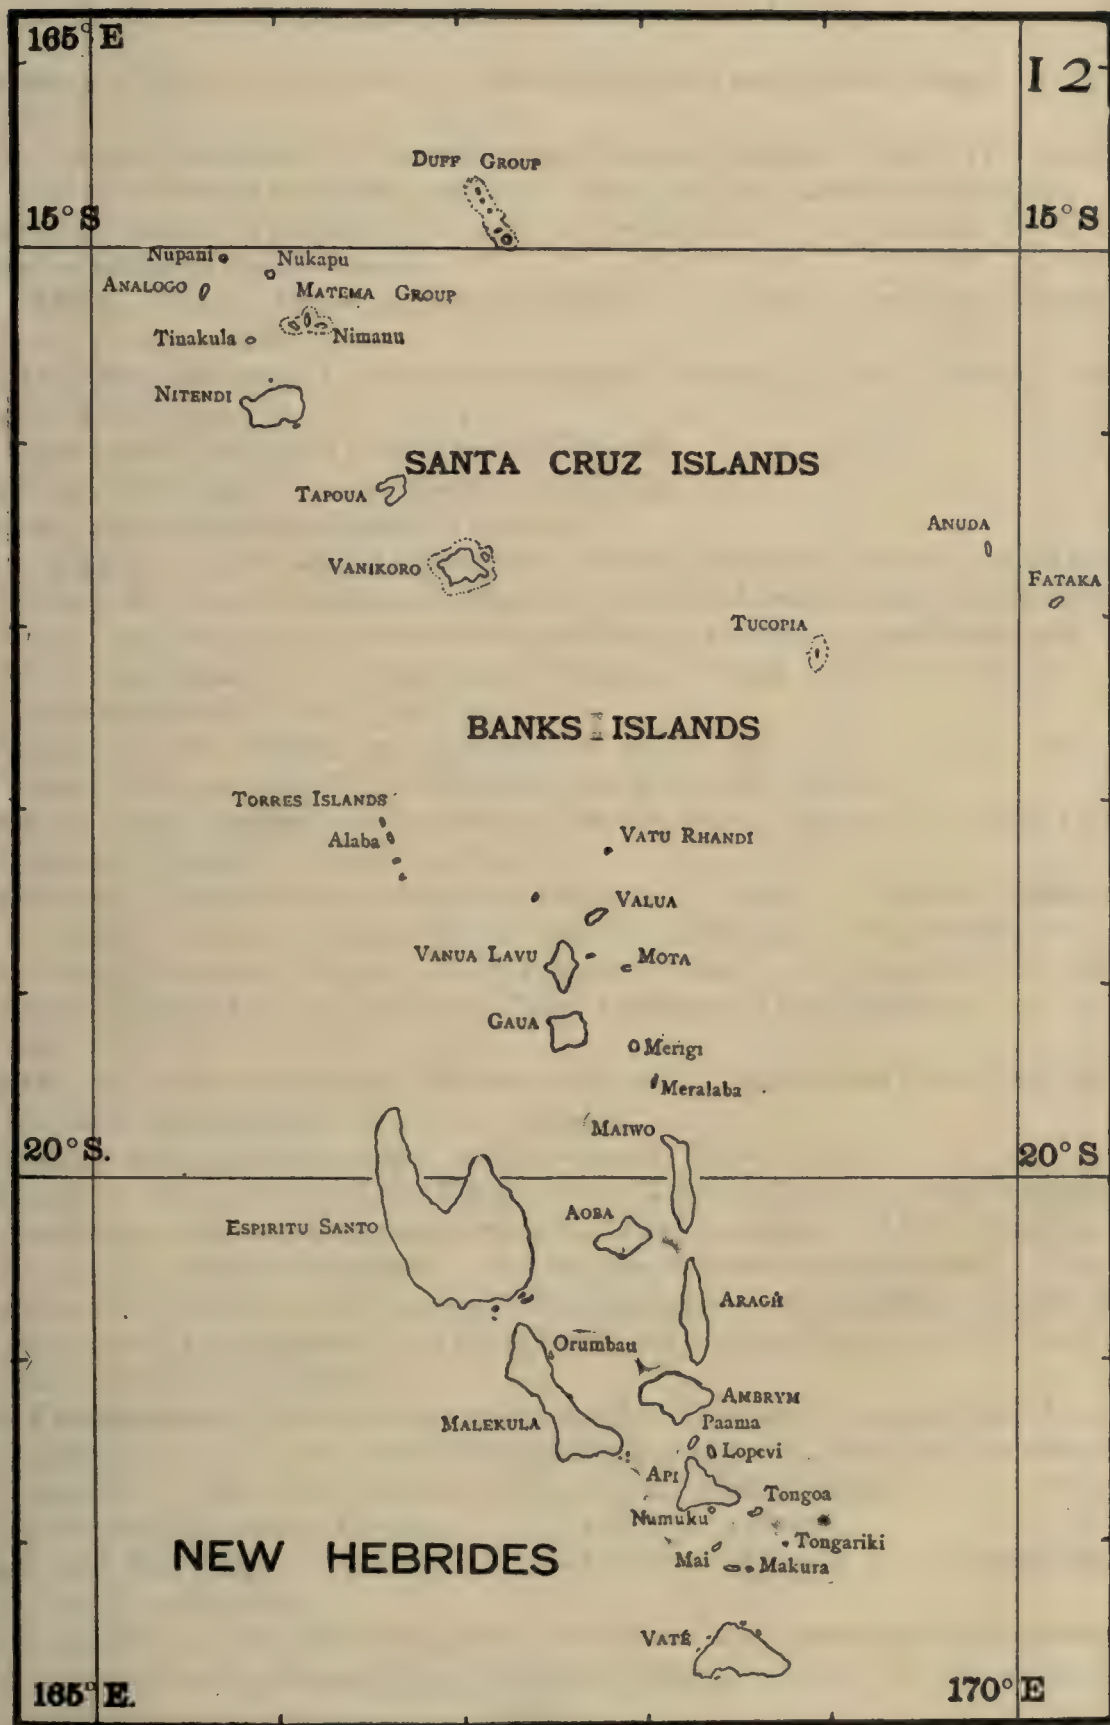 165° E
I 2
DUFF GROUP
15° S
15° S
Nupani
Nukapu
ANALOGO
MATEMA GROUP
Tinakula
Nimanu
NITENDI
SANTA CRUZ ISLANDS
TAPOUA
ANUDA
VANIKORO
FATAKA
TUCOPIA
BANKS ISLANDS
TORRES ISLANDS
Alaba
VATU RHANDI
VALUA
VANUA LAVU
MOTA
GAUA
Merigi
Meralaba
MAIWO
20° S.
20° S
ESPIRITU SANTO
AOBA
ARAGH
Orumbau
AMBRYM
MALEKULA
Paama
Lopevi
API
Tongoa
Numuku
Tongariki
NEW HEBRIDES
Mai
Makura
VATÉ
165° E.
170° E